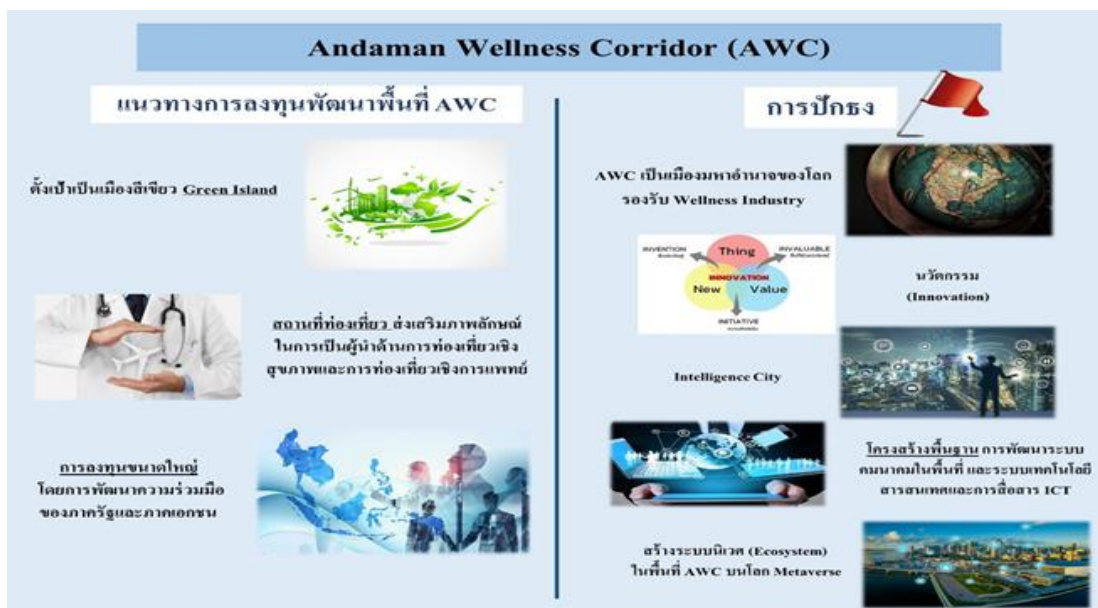 Andaman Wellness Corridor (AWC)
แนวทางการลงทุนพัฒนาพื้นที่ AWC
ตั้งเป้าเป็นเมืองสีเขียว Green Island
สถานที่ท่องเที่ยว ส่งเสริมภาพลักษณ์
ในการเป็นผู้นำด้านการท่องเที่ยวเชิง
สุขภาพและการท่องเที่ยวเชิงการแพทย์
การลงทุนขนาดใหญ่
โดยการพัฒนาความร่วมมือ
ของภาครัฐและภาคเอกชน
การปักธง
AWC เป็นเมืองมหาอำนาจของโลก
รองรับ Wellness Industry
INVENTION
Thing
INVALUABLE
INNOVATION
New
Value
INITIATIVE
นวัตกรรม
(Innovation)
Intelligence City
โครงสร้างพื้นฐาน การพัฒนาระบบ
คมนาคมในพื้นที่ และระบบเทคโนโลยี
สารสนเทศและการสื่อสาร ICT
สร้างระบบนิเวศ (Ecosystem)
ในพื้นที่ AWC บนโลก Metaverse